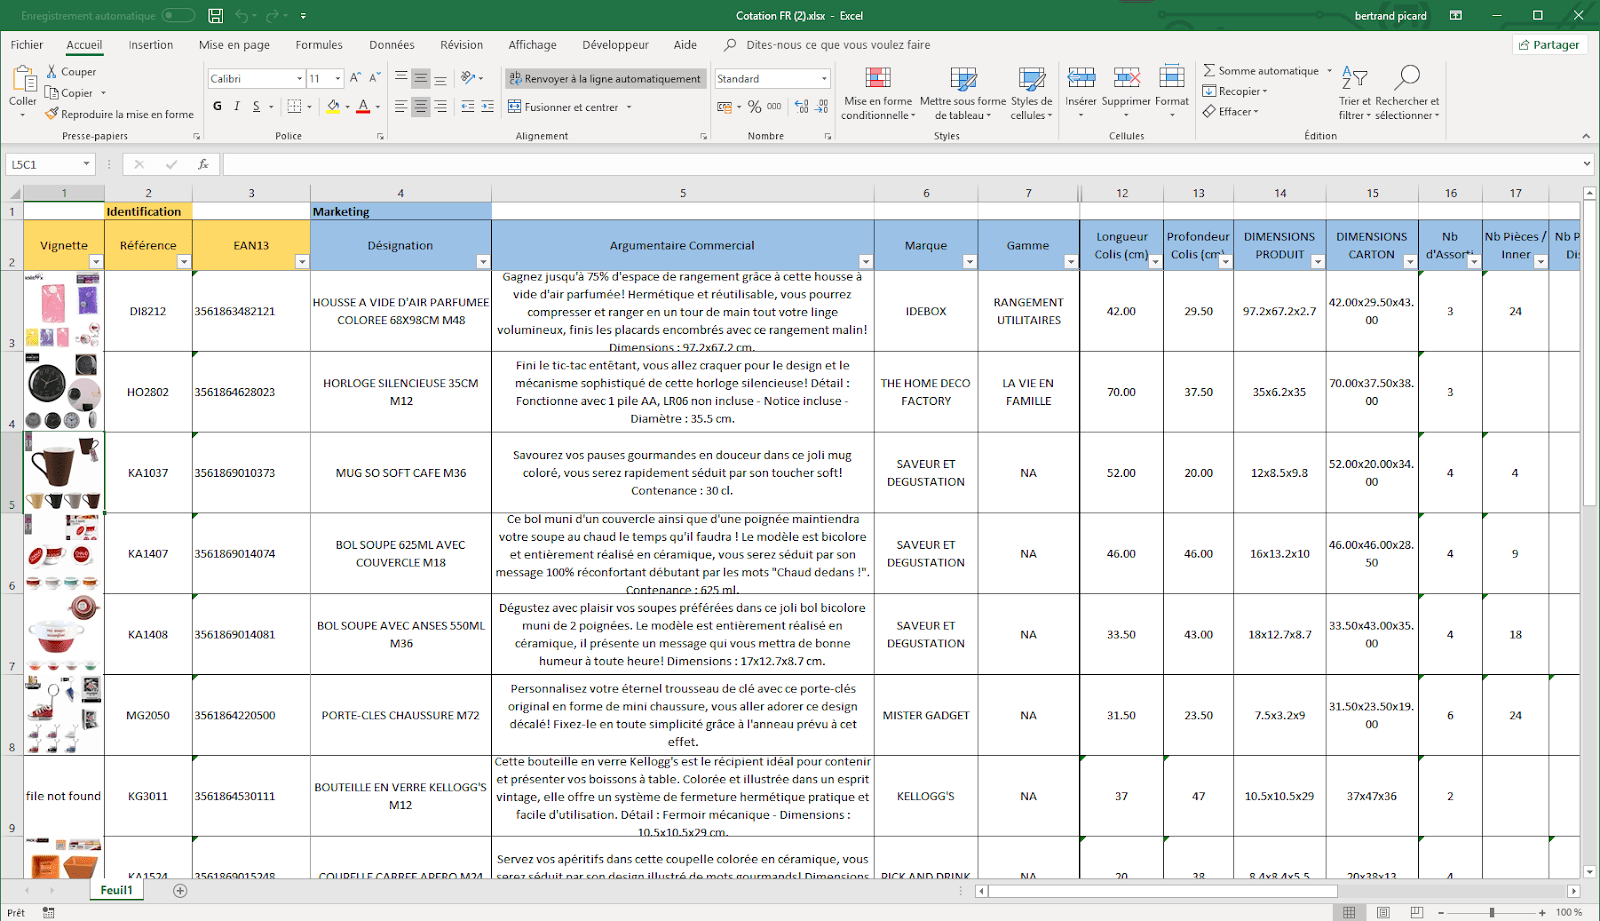 Enregistrement automatique
Cotation FR (2).xlsx - Excel
bertrand picard
Fichier Accueil Insertion Mise en page Formules Données Révision Affichage Développeur Aide Dites-nous ce que vous voulez faire Partager
Coller
Couper
Copier
Reproduire la mise en forme
Presse-papiers
Calibri 11
G I S
Police
Renvoyer à la ligne automatiquement
Fusionner et centrer
Alignement
Standard
% 000
Nombre
Mise en forme conditionnelle
Mettre sous forme de tableau
Styles de cellules
Styles
Insérer Supprimer Format
Cellules
Somme automatique
Recopier
Effacer
Trier et filtrer
Rechercher et sélectionner
Édition
L5C1 fx
1 2 3 4 5 6 7 12 13 14 15 16 17
1 Identification Marketing
2 Vignette Référence EAN13 Désignation Argumentaire Commercial Marque Gamme Longueur Colis (cm) Profondeur Colis (cm) DIMENSIONS PRODUIT DIMENSIONS CARTON Nb d'Assorti Nb Pièces / Inner Nb P Dis
3 DI8212 3561863482121 HOUSSE A VIDE D'AIR PARFUMEE COLOREE 68X98CM M48
Gagnez jusqu'à 75% d'espace de rangement grâce à cette housse à
vide d'air parfumée! Hermétique et réutilisable, vous pourrez
compresser et ranger en un tour de main tout votre linge
volumineux, finis les placards encombrés avec ce rangement malin!
Dimensions : 97.2x67.2 cm.
IDEBOX RANGEMENT UTILITAIRES 42.00 29.50 97.2x67.2x2.7 42.00x29.50x43.00 3 24
4 HO2802 3561864628023 HORLOGE SILENCIEUSE 35CM M12
Fini le tic-tac entêtant, vous allez craquer pour le design et le
mécanisme sophistiqué de cette horloge silencieuse! Détail :
Fonctionne avec 1 pile AA, LR06 non incluse - Notice incluse -
Diamètre : 35.5 cm.
THE HOME DECO FACTORY LA VIE EN FAMILLE 70.00 37.50 35x6.2x35 70.00x37.50x38.00 3
5 KA1037 3561869010373 MUG SO SOFT CAFE M36
Savourez vos pauses gourmandes en douceur dans ce joli mug
coloré, vous serez rapidement séduit par son toucher soft!
Contenance : 30 cl.
SAVEUR ET DEGUSTATION NA 52.00 20.00 12x8.5x9.8 52.00x20.00x34.00 4 4
6 KA1407 3561869014074 BOL SOUPE 625ML AVEC COUVERCLE M18
Ce bol muni d'un couvercle ainsi que d'une poignée maintiendra
votre soupe au chaud le temps qu'il faudra ! Le modèle est bicolore
et entièrement réalisé en céramique, vous serez séduit par son
message 100% réconfortant débutant par les mots "Chaud dedans !".
Contenance : 625 ml.
SAVEUR ET DEGUSTATION NA 46.00 46.00 16x13.2x10 46.00x46.00x28.50 4 9
7 KA1408 3561869014081 BOL SOUPE AVEC ANSES 550ML M36
Dégustez avec plaisir vos soupes préférées dans ce joli bol bicolore
muni de 2 poignées. Le modèle est entièrement réalisé en
céramique, il présente un message qui vous mettra de bonne
humeur à toute heure! Dimensions : 17x12.7x8.7 cm.
SAVEUR ET DEGUSTATION NA 33.50 43.00 18x12.7x8.7 33.50x43.00x35.00 4 18
8 MG2050 3561864220500 PORTE-CLES CHAUSSURE M72
Personnalisez votre éternel trousseau de clé avec ce porte-clés
original en forme de mini chaussure, vous aller adorer ce design
décalé! Fixez-le en toute simplicité grâce à l'anneau prévu à cet
effet.
MISTER GADGET NA 31.50 23.50 7.5x3.2x9 31.50x23.50x19.00 6 24
9 file not found KG3011 3561864530111 BOUTEILLE EN VERRE KELLOGG'S M12
Cette bouteille en verre Kellogg's est le récipient idéal pour contenir
et présenter vos boissons à table. Colorée et illustrée dans un esprit
vintage, elle offre un système de fermeture hermétique pratique et
facile d'utilisation. Détail : Fermoir mécanique - Dimensions :
10.5x10.5x29 cm.
KELLOGG'S NA 37 47 10.5x10.5x29 37x47x36 2
KA1524 3561869015248 COUPELLE CARREE APERO M24
Servez vos apéritifs dans cette coupelle colorée en céramique, vous
serez séduit par son design illustré de mots gourmands! Dimensions
PICK AND DRINK NA 20 38 8.4x8.4x5.5 20x38x13 4
Feuil1
Prêt
100 %